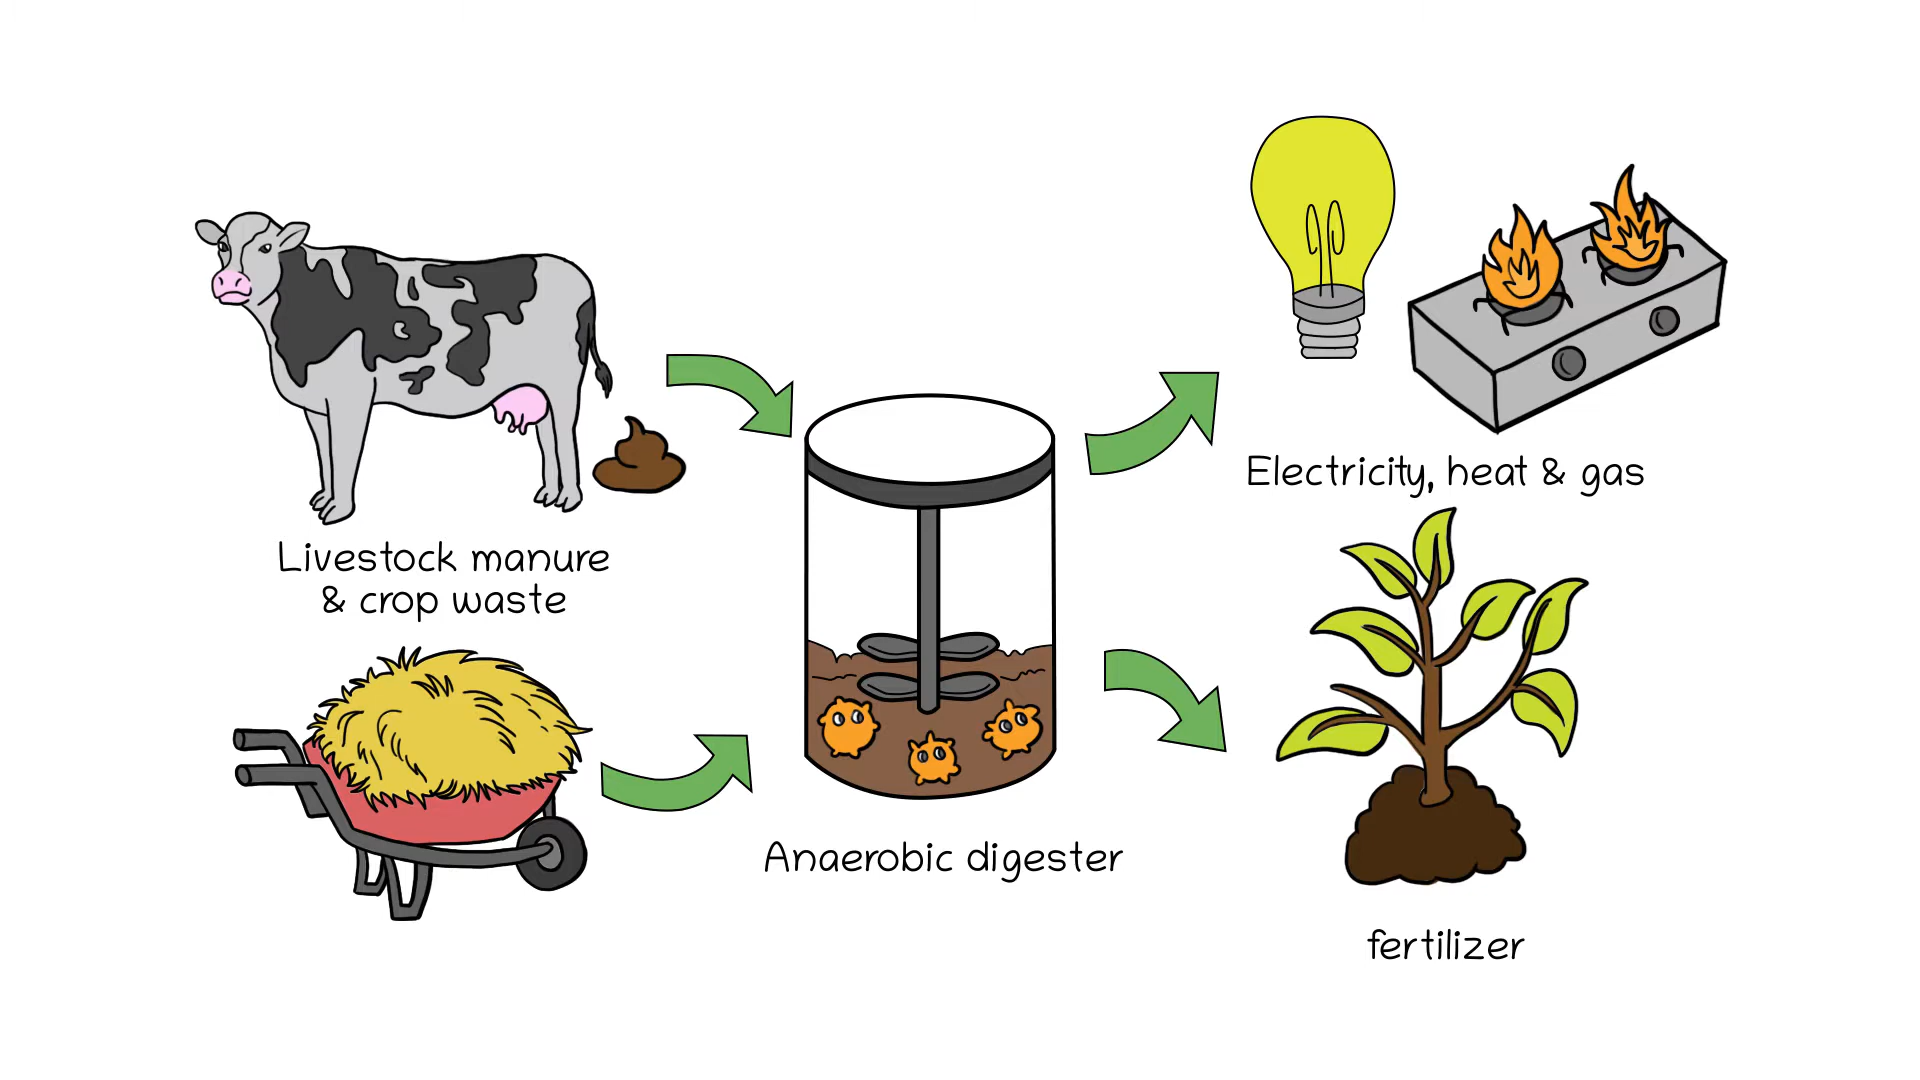 Livestock manure
& crop waste
Anaerobic digester
Electricity, heat & gas
fertilizer